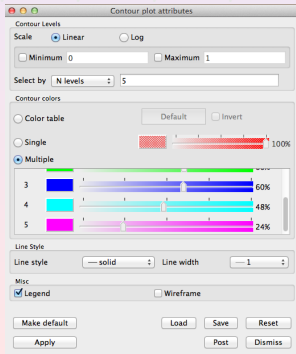 Contour plot attributes
Contour Levels
Scale Linear Log
Minimum 0 Maximum 1
Select by N levels 5
Contour colors
Color table Default Invert
Single 100%
Multiple
3 60%
4 48%
5 24%
Line Style
Line style solid Line width 1
Misc
Legend Wireframe
Make default Load Save Reset
Apply Post Dismiss